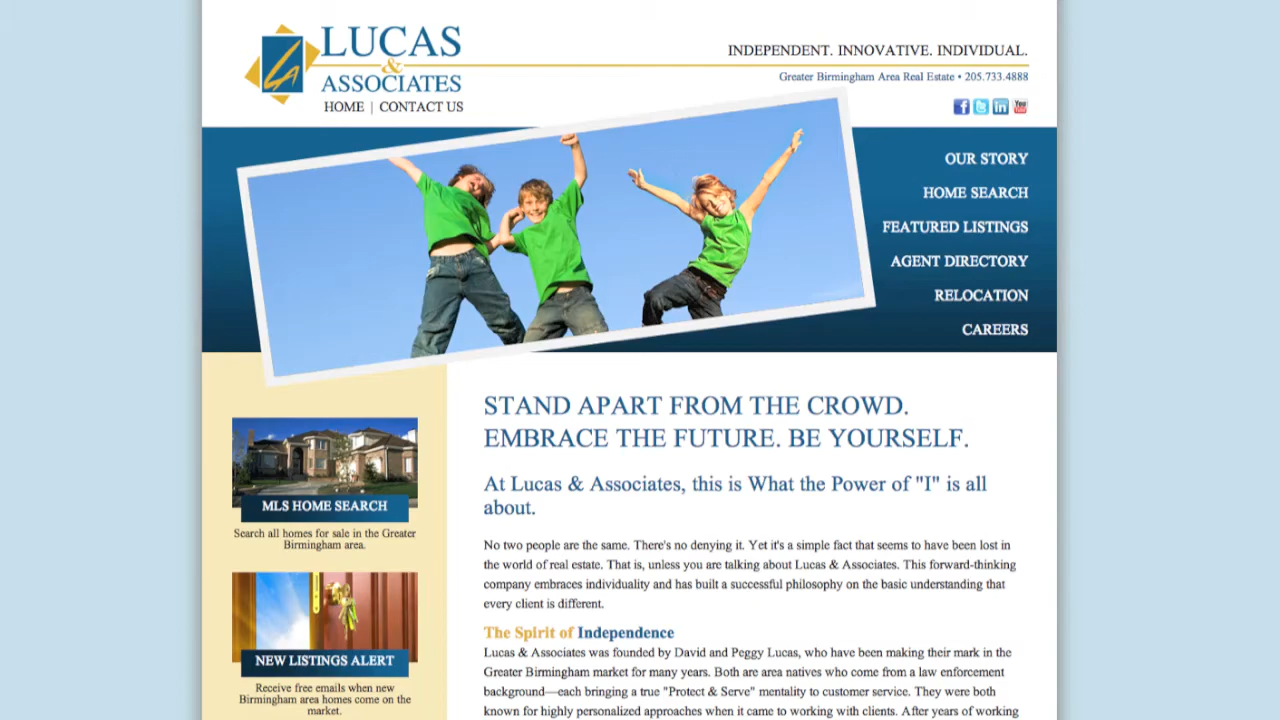 LUCAS
&
ASSOCIATES
HOME | CONTACT US
INDEPENDENT. INNOVATIVE. INDIVIDUAL.
Greater Birmingham Area Real Estate • 205.733.4888
You
OUR STORY
HOME SEARCH
FEATURED LISTINGS
AGENT DIRECTORY
RELOCATION
CAREERS
MLS HOME SEARCH
Search all homes for sale in the Greater
Birmingham area.
NEW LISTINGS ALERT
Receive free emails when new
Birmingham area homes come on the
market.
STAND APART FROM THE CROWD.
EMBRACE THE FUTURE. BE YOURSELF.
At Lucas & Associates, this is What the Power of "I" is all
about.
No two people are the same. There's no denying it. Yet it's a simple fact that seems to have been lost in
the world of real estate. That is, unless you are talking about Lucas & Associates. This forward-thinking
company embraces individuality and has built a successful philosophy on the basic understanding that
every client is different.
The Spirit of Independence
Lucas & Associates was founded by David and Peggy Lucas, who have been making their mark in the
Greater Birmingham market for many years. Both are area natives who come from a law enforcement
background—each bringing a true "Protect & Serve" mentality to customer service. They were both
known for highly personalized approaches when it came to working with clients. After years of working